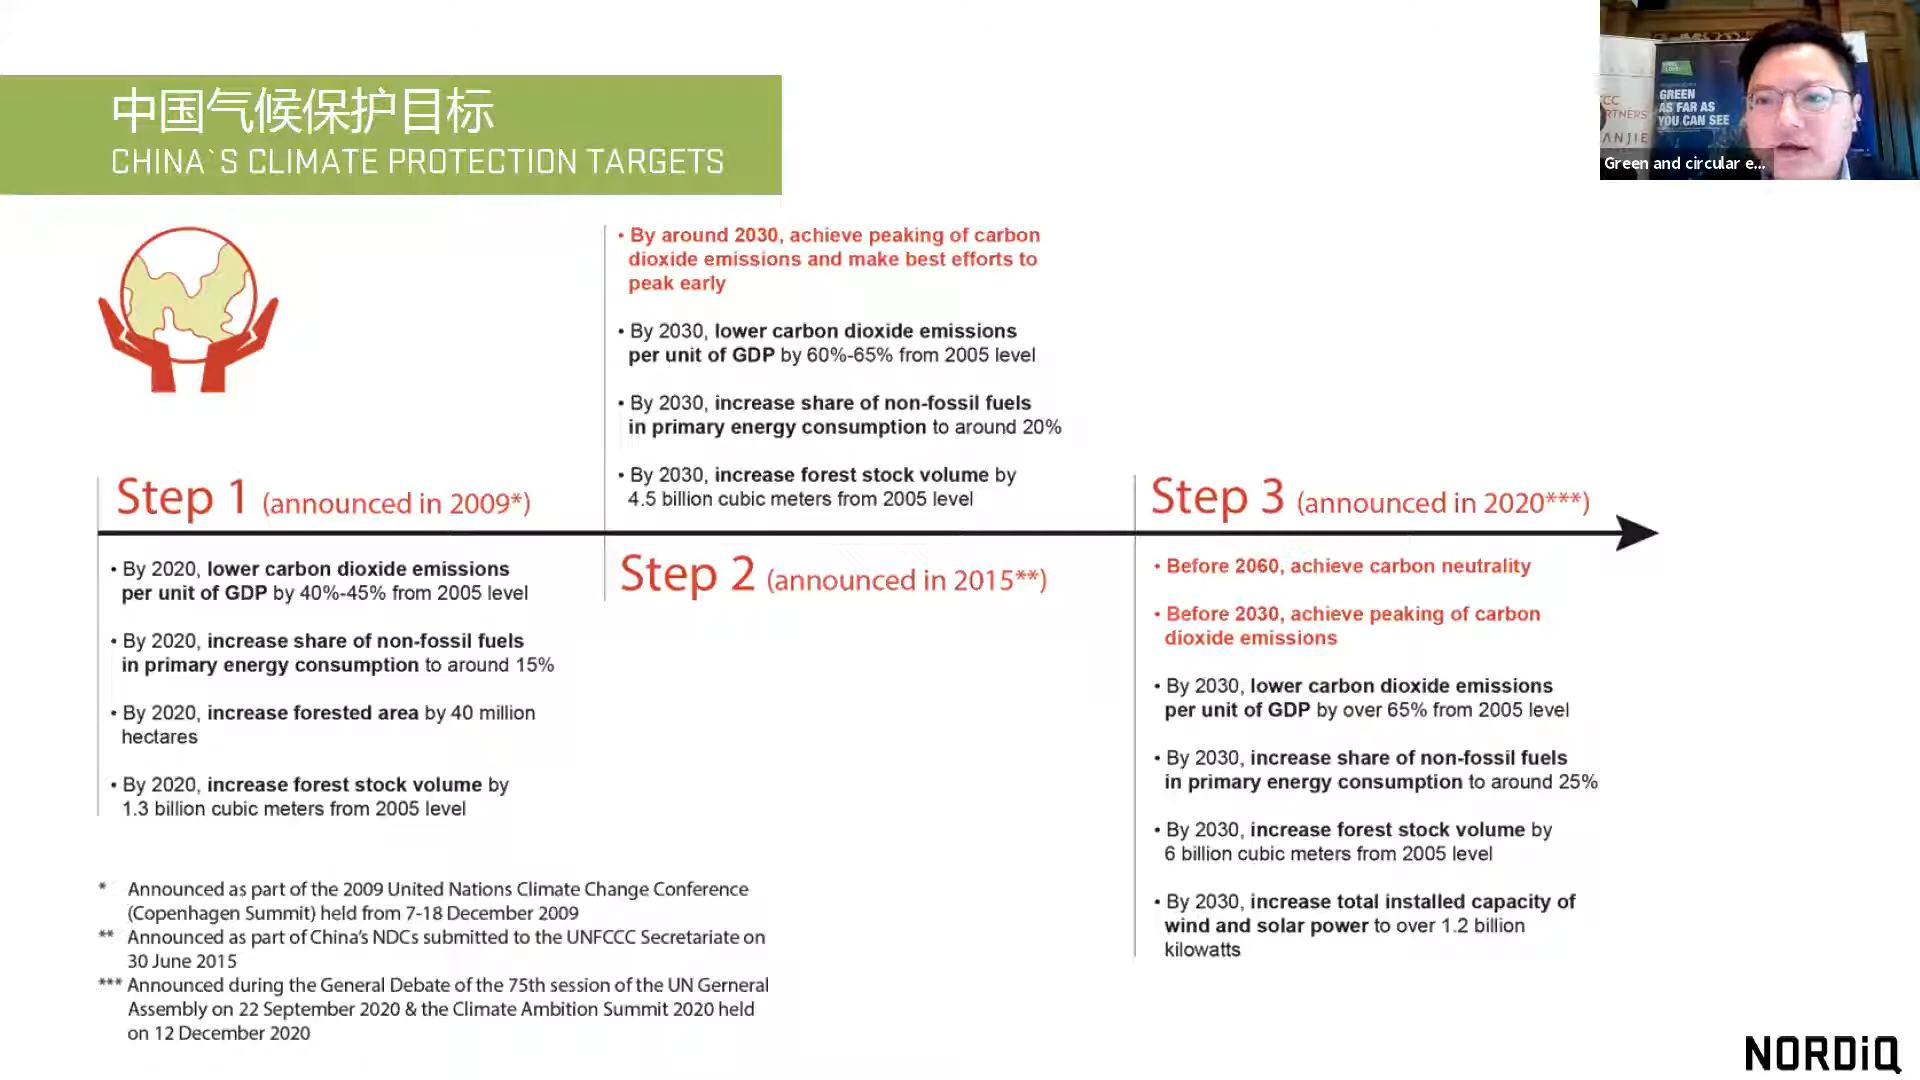 中国气候保护目标
CHINA`S CLIMATE PROTECTION TARGETS
GREEN
AS FAR AS
YOU CAN SEE
CC
RTNERS
ANJIE
Green and circular e...
• By around 2030, achieve peaking of carbon
dioxide emissions and make best efforts to
peak early
• By 2030, lower carbon dioxide emissions
per unit of GDP by 60%-65% from 2005 level
• By 2030, increase share of non-fossil fuels
in primary energy consumption to around 20%
• By 2030, increase forest stock volume by
4.5 billion cubic meters from 2005 level
Step 1 (announced in 2009*)
• By 2020, lower carbon dioxide emissions
per unit of GDP by 40%-45% from 2005 level
• By 2020, increase share of non-fossil fuels
in primary energy consumption to around 15%
• By 2020, increase forested area by 40 million
hectares
• By 2020, increase forest stock volume by
1.3 billion cubic meters from 2005 level
Step 2 (announced in 2015**)
Step 3 (announced in 2020***)
• Before 2060, achieve carbon neutrality
• Before 2030, achieve peaking of carbon
dioxide emissions
• By 2030, lower carbon dioxide emissions
per unit of GDP by over 65% from 2005 level
• By 2030, increase share of non-fossil fuels
in primary energy consumption to around 25%
• By 2030, increase forest stock volume by
6 billion cubic meters from 2005 level
• By 2030, increase total installed capacity of
wind and solar power to over 1.2 billion
kilowatts
* Announced as part of the 2009 United Nations Climate Change Conference
(Copenhagen Summit) held from 7-18 December 2009
** Announced as part of China's NDCs submitted to the UNFCCC Secretariate on
30 June 2015
*** Announced during the General Debate of the 75th session of the UN Gerneral
Assembly on 22 September 2020 & the Climate Ambition Summit 2020 held
on 12 December 2020
NORDiQ